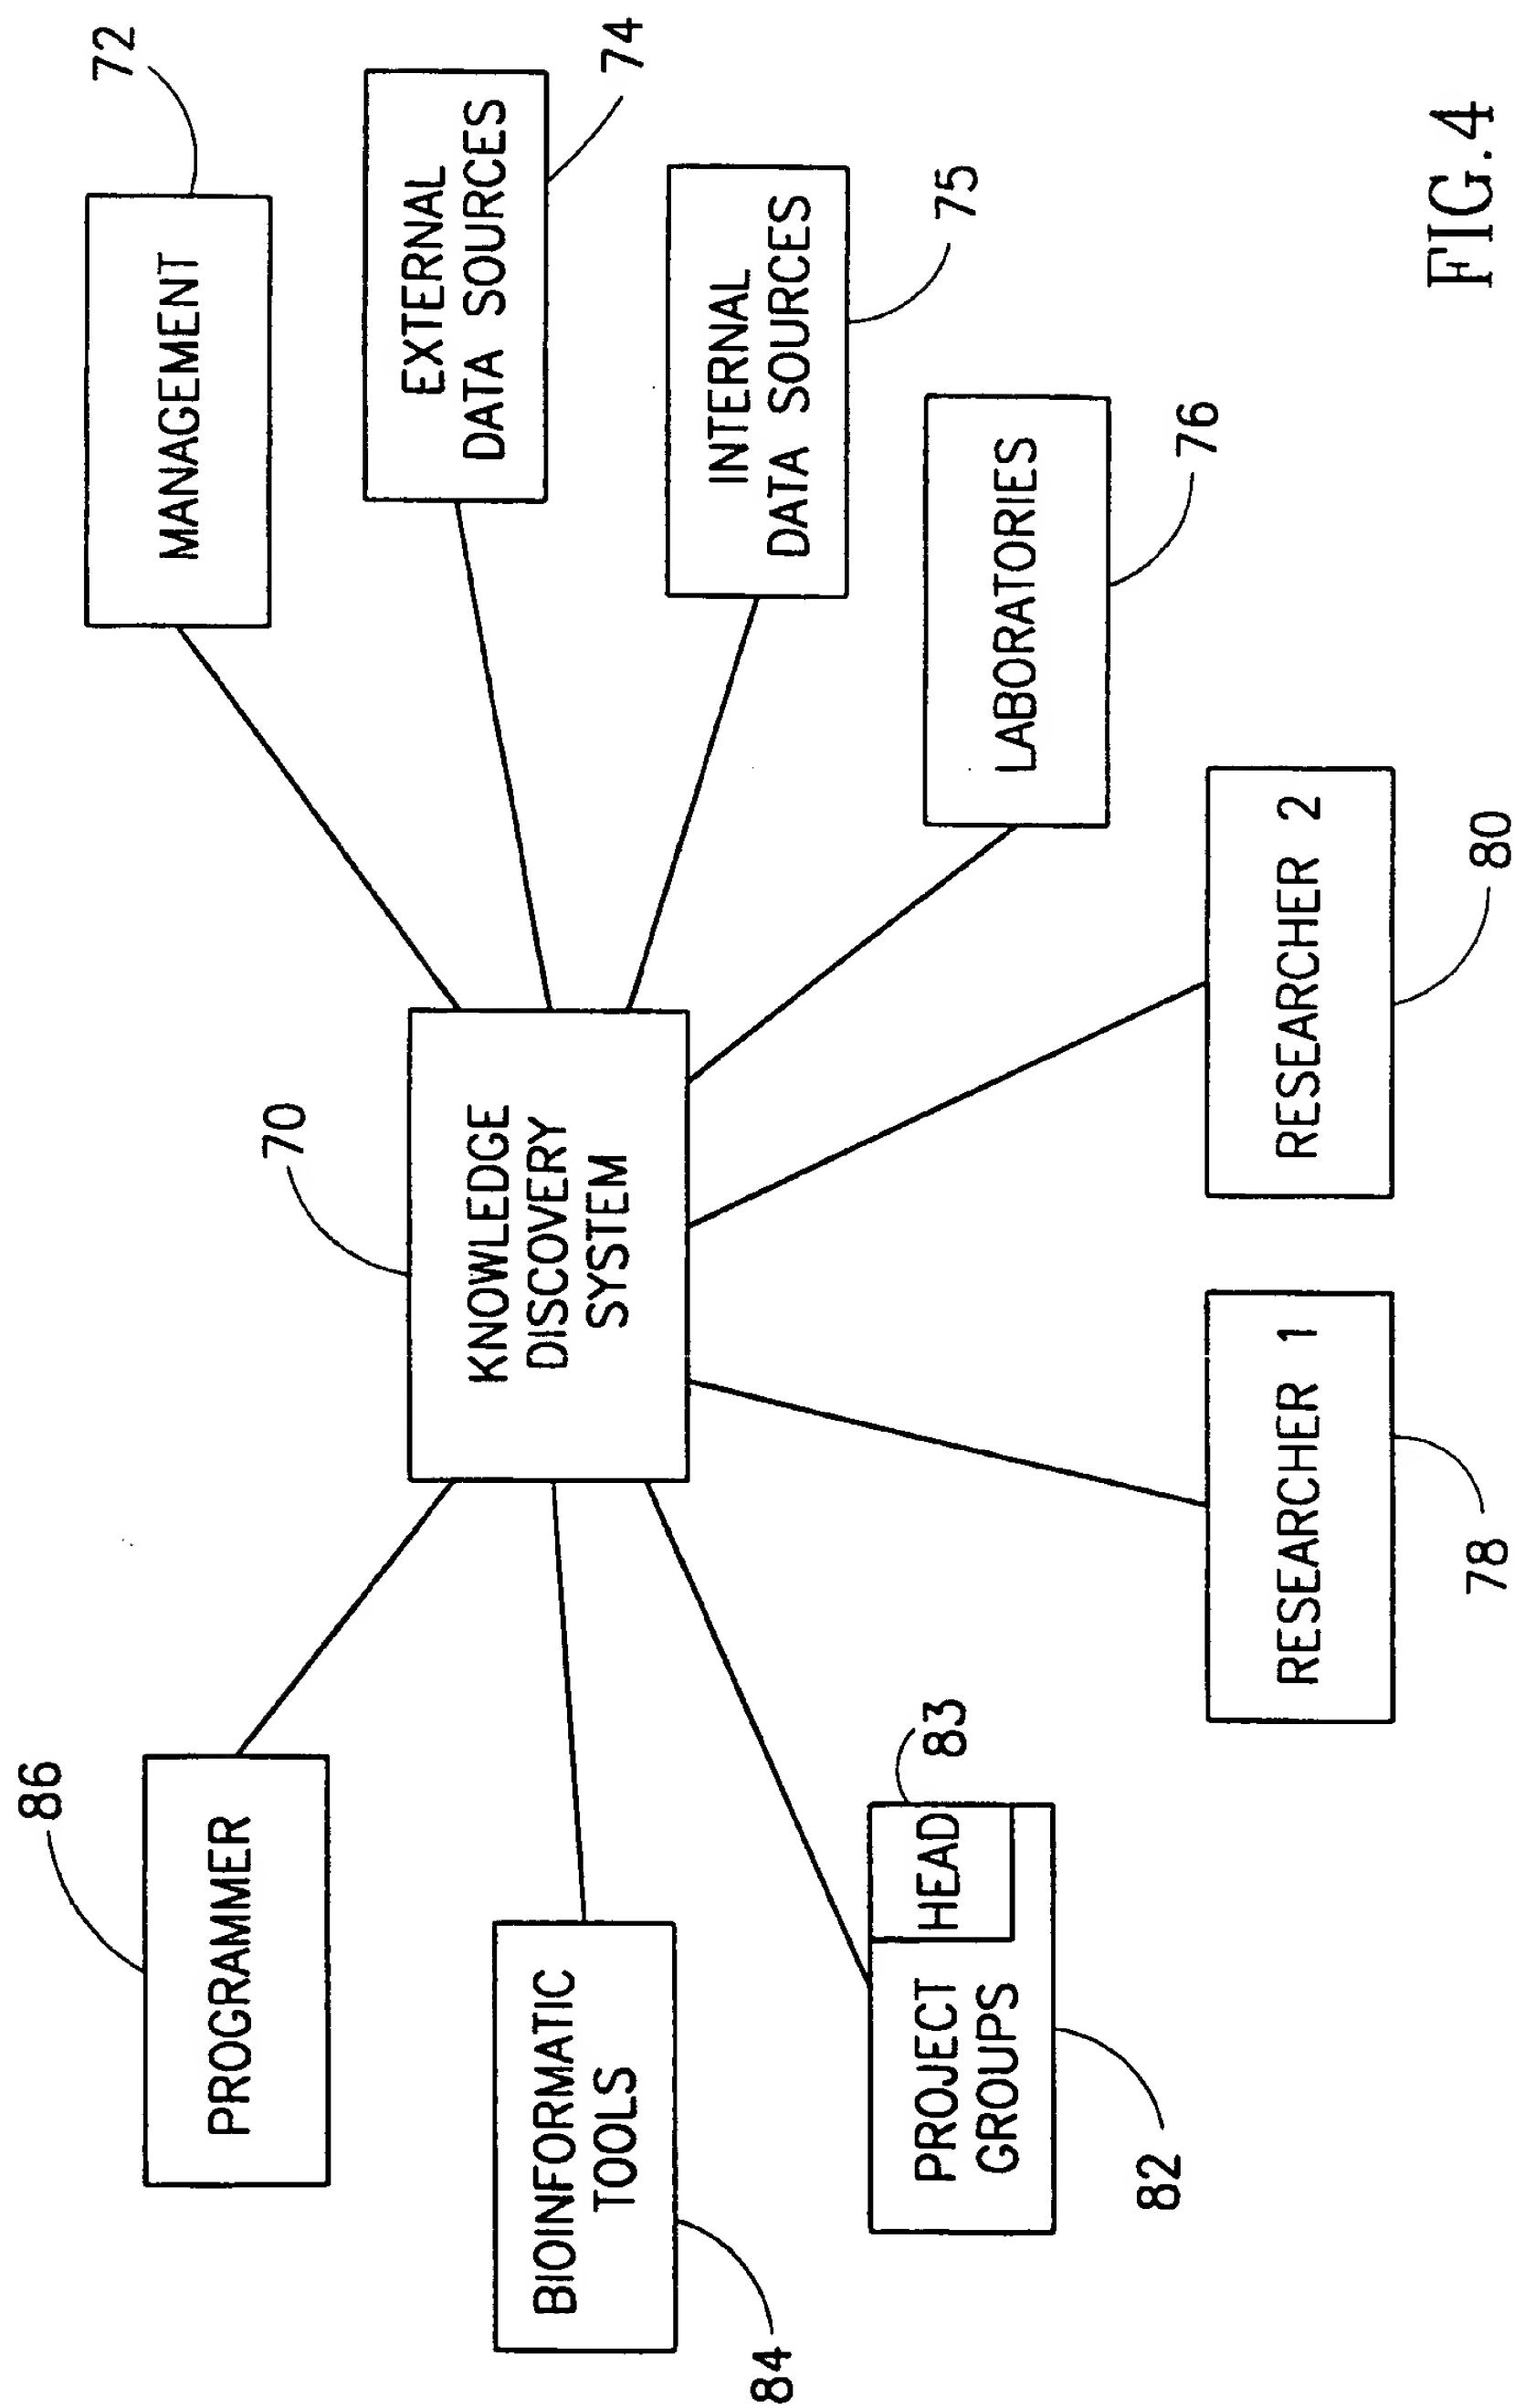 86
PROGRAMMER
70
KNOWLEDGE
DISCOVERY
SYSTEM
72
MANAGEMENT
EXTERNAL
DATA SOURCES
74
INTERNAL
DATA SOURCES
75
LABORATORIES
76
BIOINFORMATIC
TOOLS
84
83
HEAD
PROJECT
GROUPS
82
RESEARCHER 1
78
RESEARCHER 2
80
FIG.4